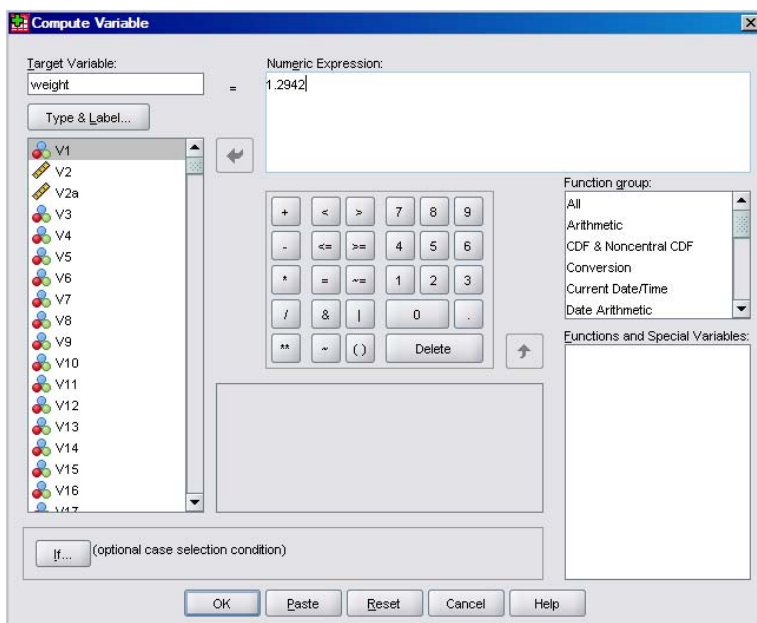 Compute Variable
Target Variable:
weight
=
Numeric Expression:
1.2942
Type & Label...
V1
V2
V2a
V3
V4
V5
V6
V7
V8
V9
V10
V11
V12
V13
V14
V15
V16
V17
+ < > 7 8 9
- <= >= 4 5 6
* = ~= 1 2 3
/ & | 0 .
** ~ ( ) Delete
Function group:
All
Arithmetic
CDF & Noncentral CDF
Conversion
Current Date/Time
Date Arithmetic
Functions and Special Variables:
If... (optional case selection condition)
OK Paste Reset Cancel Help